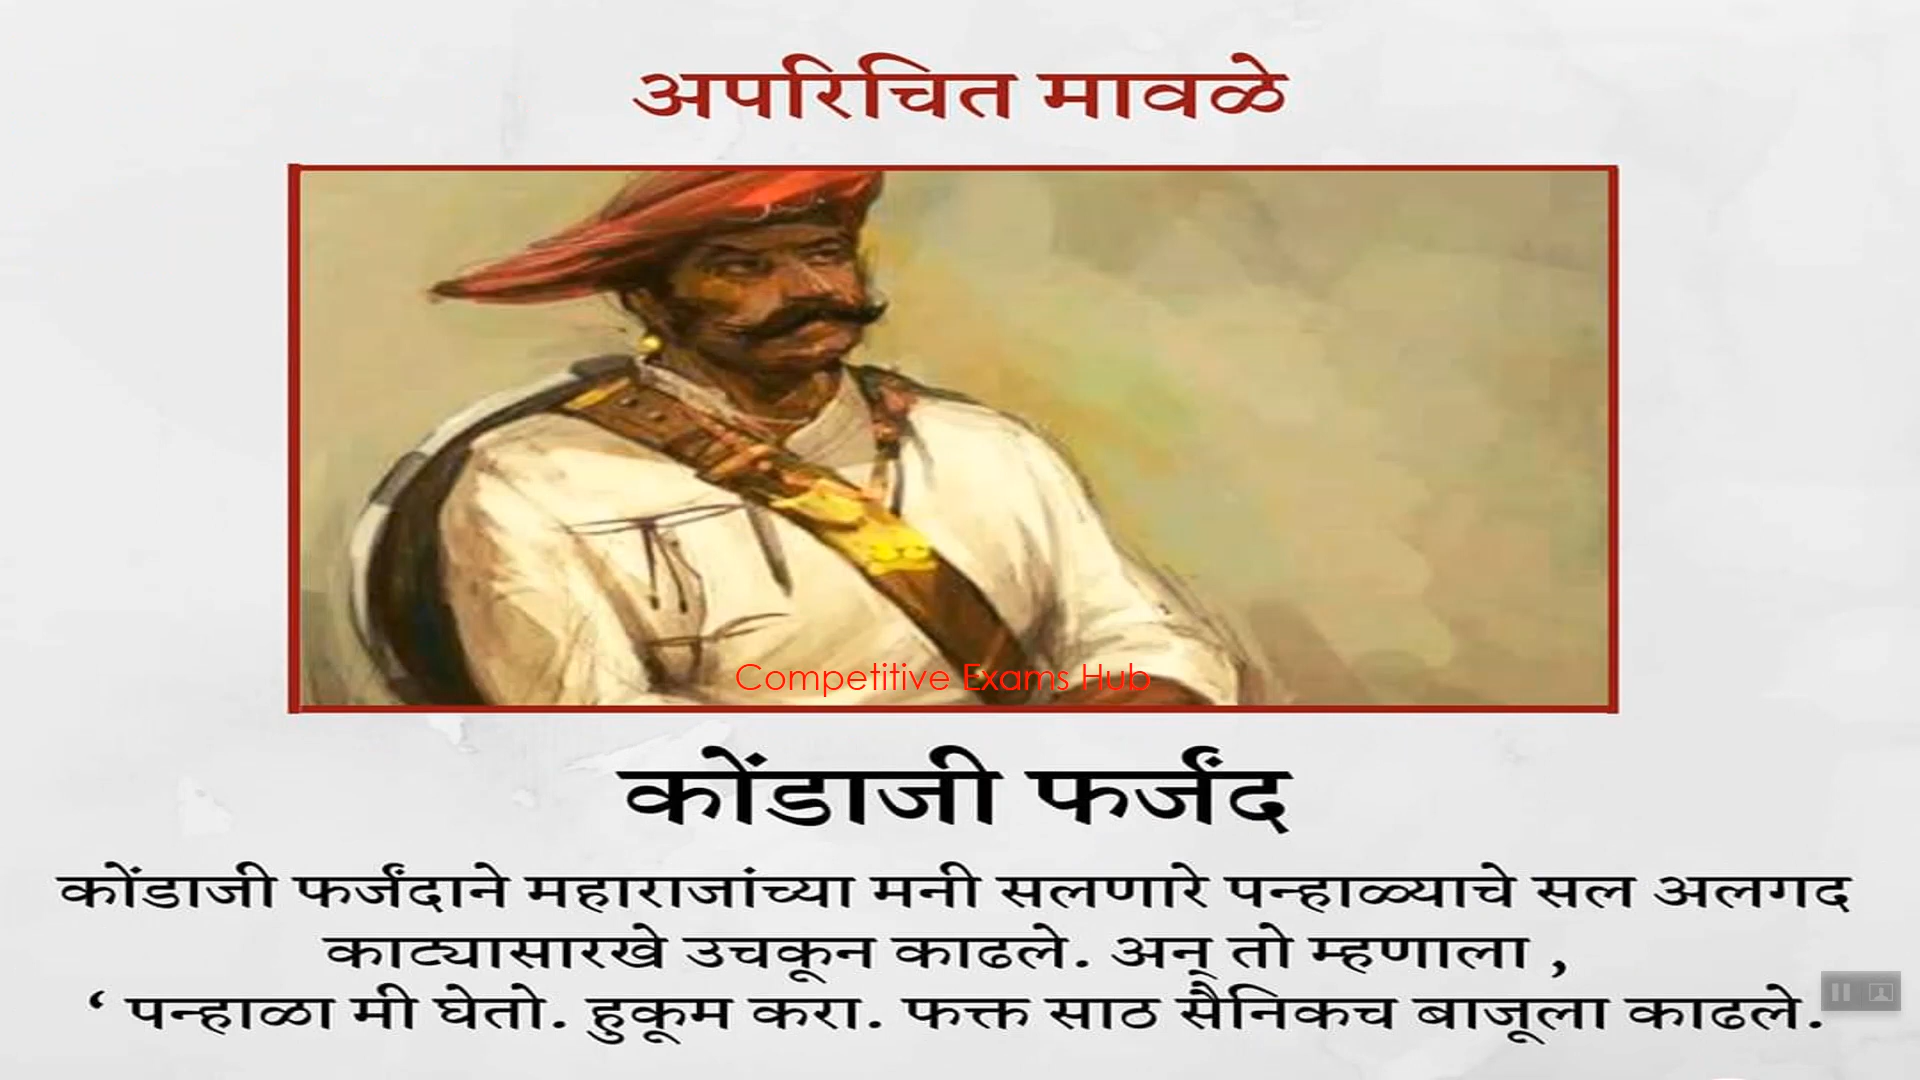 अपरिचित मावळे
Competitive Exams Hub
कोंडाजी फर्जंद
कोंडाजी फर्जंदाने महाराजांच्या मनी सलणारे पन्हाळ्याचे सल अलगद
काट्यासारखे उचकून काढले. अन् तो म्हणाला ,
‘ पन्हाळा मी घेतो. हुकूम करा. फक्त साठ सैनिकच बाजूला काढले.